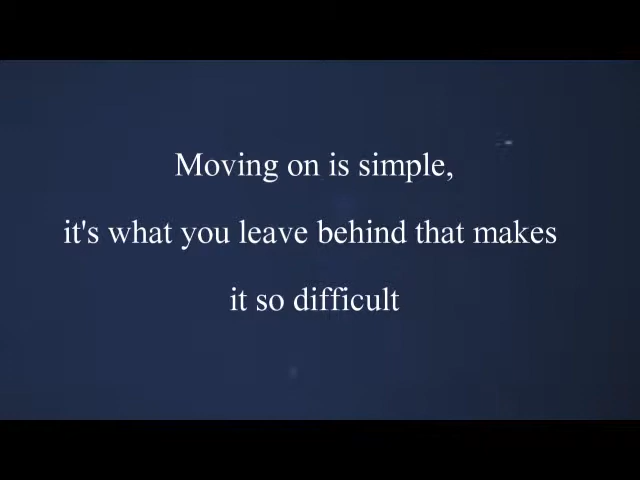 Moving on is simple,
it's what you leave behind that makes
it so difficult